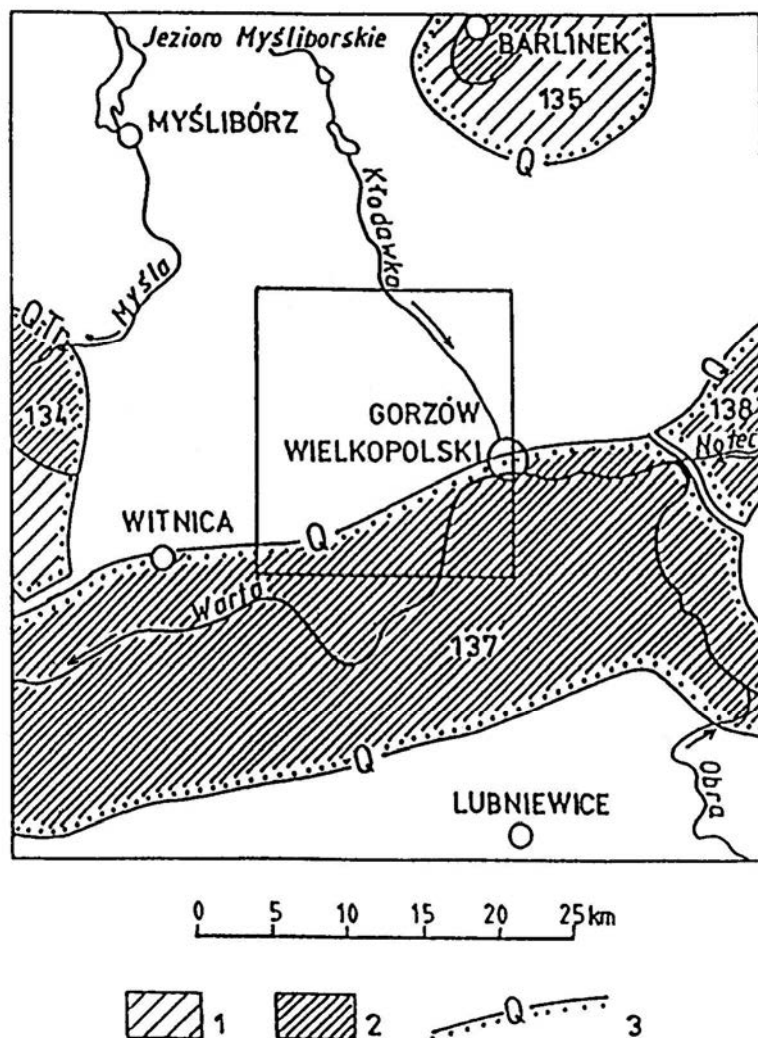 Jezioro Myśliborskie
BARLINEK
135
MYŚLIBÓRZ
Q
Kłodawka
Myśla
Q-Tr
134
GORZÓW
WIELKOPOLSKI
Q
138
Noteć
WITNICA
Q
Warta
137
Q
Obra
LUBNIEWICE
0 5 10 15 20 25 km
1 2 Q 3